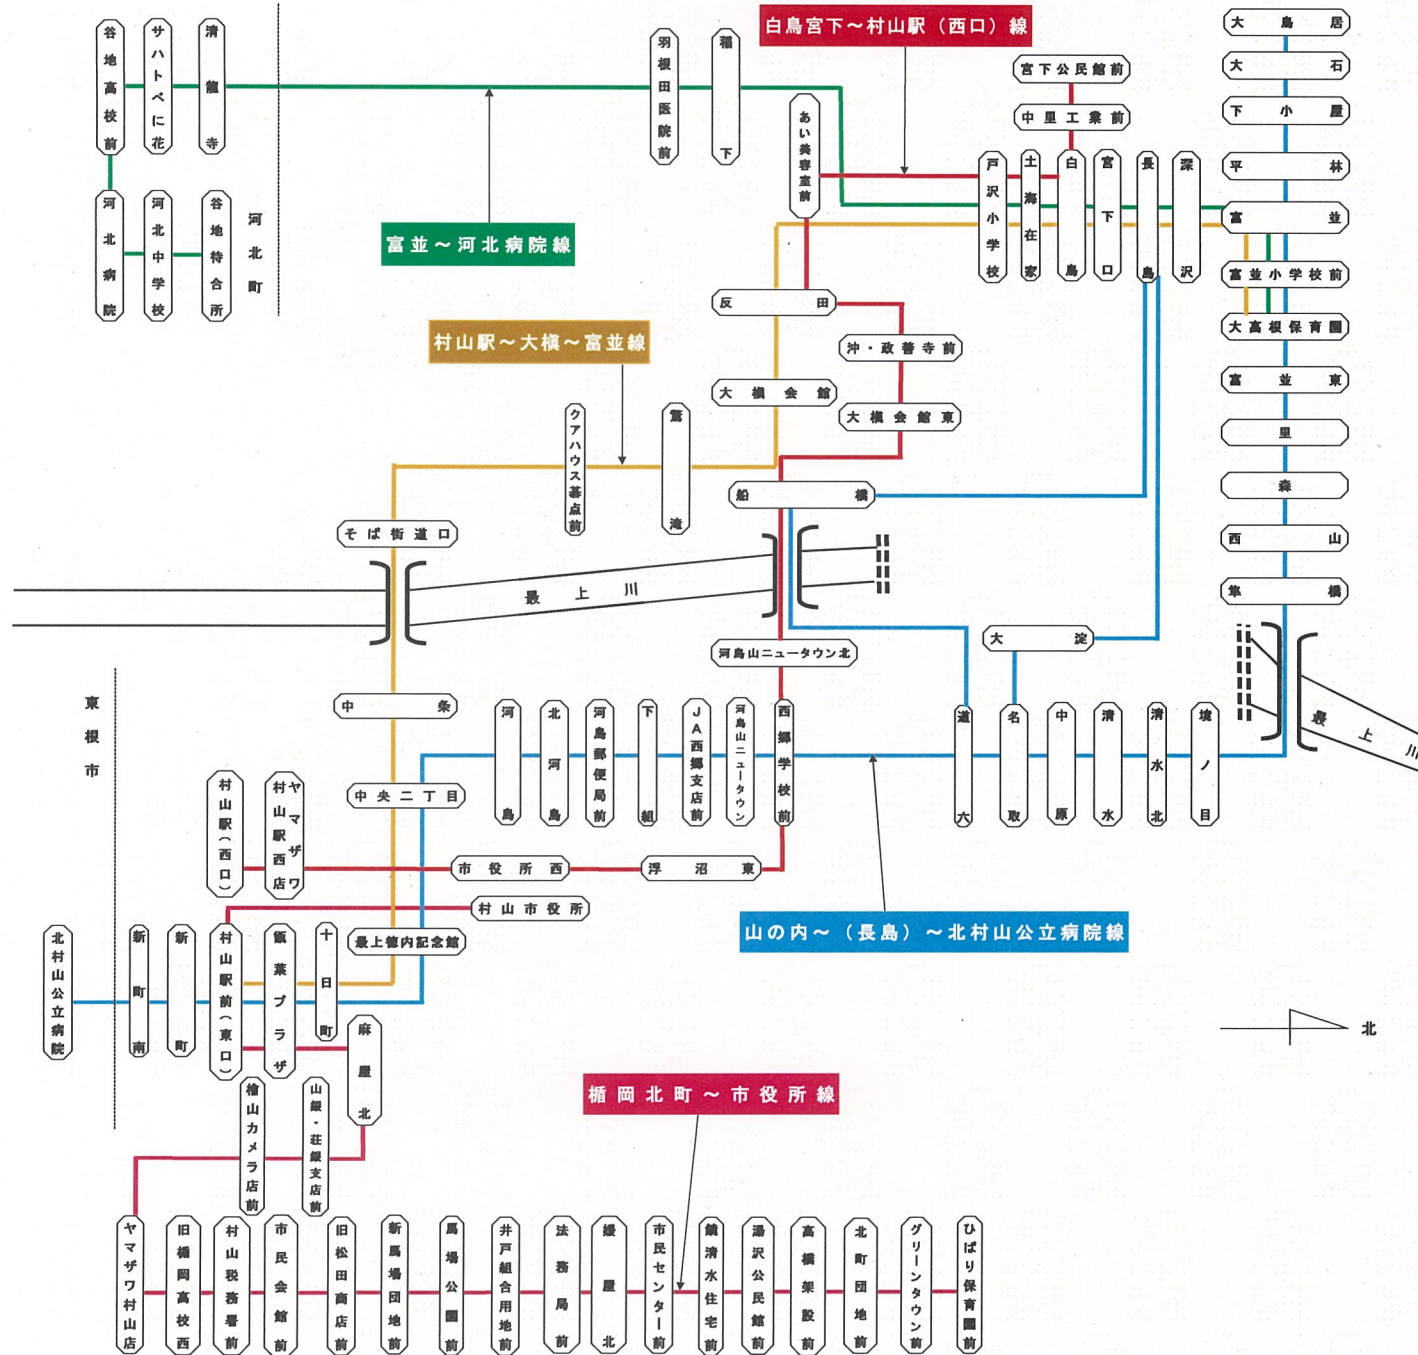 白鳥宮下～村山駅（西口）線
大鳥居
大石
下小屋
平林
富並
富並小学校前
大高根保育園
富並東
里
森
西山
隼橋
谷地高校前
サハトべに花
清龍寺
羽根田医院前
稲下
宮下公民館前
中里工業前
あい美容室前
戸沢小学校
土海在家
白鳥
宮下口
長島
深沢
河北病院
河北中学校
谷地待合所
河北町
富並～河北病院線
反田
村山駅～大槇～富並線
沖・政善寺前
大槇会館
大槇会館東
クアハウス碁点前
鷲滝
船橋
そば街道口
最上川
河島山ニュータウン北
大淀
東根市
中条
河島
北河島
河島郵便局前
下組
JA西郷支店前
河島山ニュータウン
西郷学校前
道六
名取
中原
清水
清水北
境ノ目
最上川
中央二丁目
村山駅（西口）
ヤマザワ
村山駅西店
市役所西
浮沼東
村山市役所
山の内～（長島）～北村山公立病院線
北村山公立病院
新町南
新町
村山駅前（東口）
甑葉プラザ
十日町
最上徳内記念館
麻屋北
北
楯岡北町～市役所線
檜山カメラ店前
山銀・荘銀支店前
ヤマザワ村山店
旧楯岡高校西
村山税務署前
市民会館前
旧松田商店前
新馬場団地前
馬場公園前
井戸組合用地前
法務局前
緩屋北
市民センター前
鏑清水住宅前
湯沢公民館前
高橋架設前
北町団地前
グリーンタウン前
ひばり保育園前